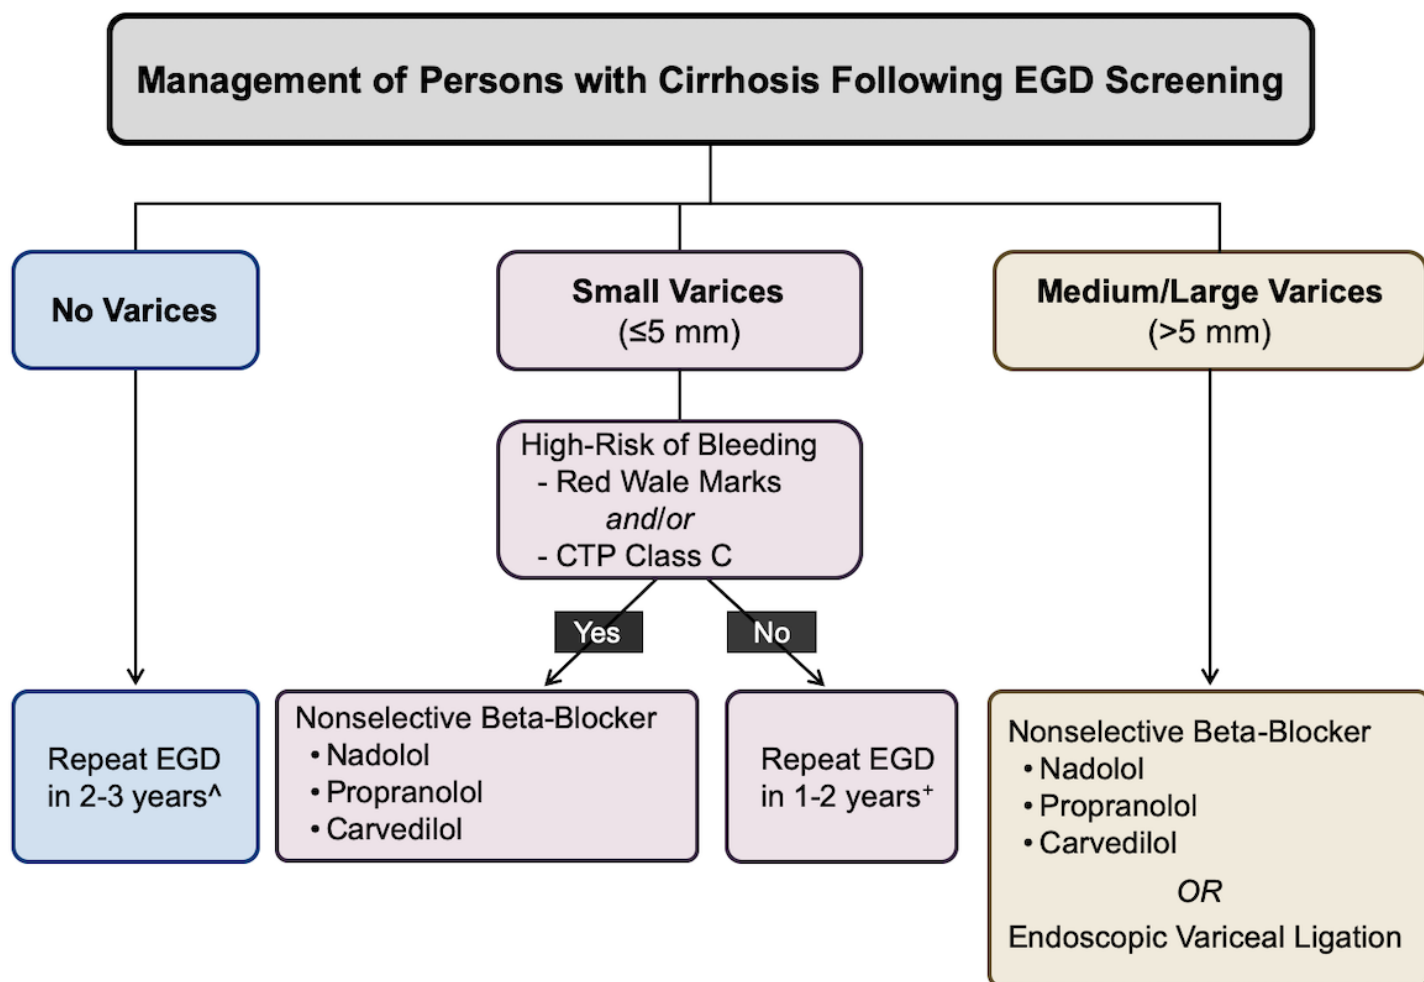 Management of Persons with Cirrhosis Following EGD Screening
No Varices
Small Varices
(≤5 mm)
Medium/Large Varices
(>5 mm)
High-Risk of Bleeding
- Red Wale Marks
and/or
- CTP Class C
Yes
No
Repeat EGD
in 2-3 years^
Nonselective Beta-Blocker
• Nadolol
• Propranolol
• Carvedilol
Repeat EGD
in 1-2 years⁺
Nonselective Beta-Blocker
• Nadolol
• Propranolol
• Carvedilol
OR
Endoscopic Variceal Ligation